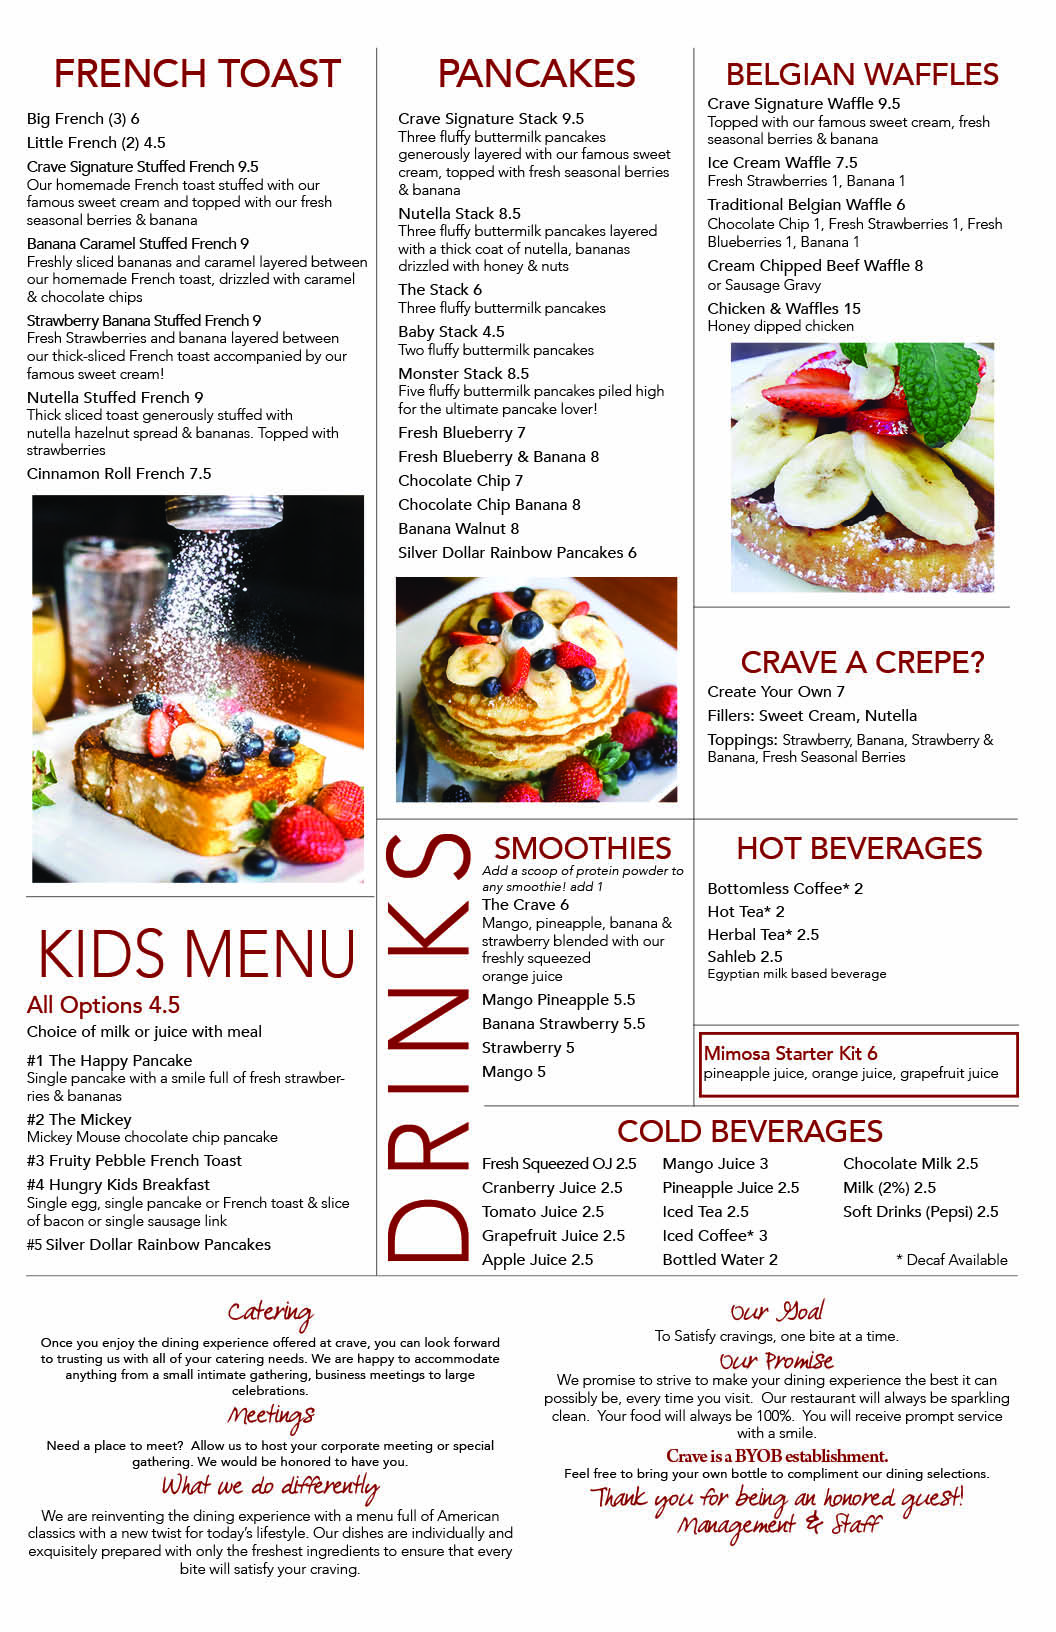 FRENCH TOAST
Big French (3) 6
Little French (2) 4.5
Crave Signature Stuffed French 9.5
Our homemade French toast stuffed with our
famous sweet cream and topped with our fresh
seasonal berries & banana
Banana Caramel Stuffed French 9
Freshly sliced bananas and caramel layered between
our homemade French toast, drizzled with caramel
& chocolate chips
Strawberry Banana Stuffed French 9
Fresh Strawberries and banana layered between
our thick-sliced French toast accompanied by our
famous sweet cream!
Nutella Stuffed French 9
Thick sliced toast generously stuffed with
nutella hazelnut spread & bananas. Topped with
strawberries
Cinnamon Roll French 7.5
KIDS MENU
All Options 4.5
Choice of milk or juice with meal
#1 The Happy Pancake
Single pancake with a smile full of fresh strawber-
ries & bananas
#2 The Mickey
Mickey Mouse chocolate chip pancake
#3 Fruity Pebble French Toast
#4 Hungry Kids Breakfast
Single egg, single pancake or French toast & slice
of bacon or single sausage link
#5 Silver Dollar Rainbow Pancakes
PANCAKES
Crave Signature Stack 9.5
Three fluffy buttermilk pancakes
generously layered with our famous sweet
cream, topped with fresh seasonal berries
& banana
Nutella Stack 8.5
Three fluffy buttermilk pancakes layered
with a thick coat of nutella, bananas
drizzled with honey & nuts
The Stack 6
Three fluffy buttermilk pancakes
Baby Stack 4.5
Two fluffy buttermilk pancakes
Monster Stack 8.5
Five fluffy buttermilk pancakes piled high
for the ultimate pancake lover!
Fresh Blueberry 7
Fresh Blueberry & Banana 8
Chocolate Chip 7
Chocolate Chip Banana 8
Banana Walnut 8
Silver Dollar Rainbow Pancakes 6
BELGIAN WAFFLES
Crave Signature Waffle 9.5
Topped with our famous sweet cream, fresh
seasonal berries & banana
Ice Cream Waffle 7.5
Fresh Strawberries 1, Banana 1
Traditional Belgian Waffle 6
Chocolate Chip 1, Fresh Strawberries 1, Fresh
Blueberries 1, Banana 1
Cream Chipped Beef Waffle 8
or Sausage Gravy
Chicken & Waffles 15
Honey dipped chicken
CRAVE A CREPE?
Create Your Own 7
Fillers: Sweet Cream, Nutella
Toppings: Strawberry, Banana, Strawberry &
Banana, Fresh Seasonal Berries
DRINKS
SMOOTHIES
Add a scoop of protein powder to
any smoothie! add 1
The Crave 6
Mango, pineapple, banana &
strawberry blended with our
freshly squeezed
orange juice
Mango Pineapple 5.5
Banana Strawberry 5.5
Strawberry 5
Mango 5
HOT BEVERAGES
Bottomless Coffee* 2
Hot Tea* 2
Herbal Tea* 2.5
Sahleb 2.5
Egyptian milk based beverage
Mimosa Starter Kit 6
pineapple juice, orange juice, grapefruit juice
COLD BEVERAGES
Fresh Squeezed OJ 2.5
Cranberry Juice 2.5
Tomato Juice 2.5
Grapefruit Juice 2.5
Apple Juice 2.5
Mango Juice 3
Pineapple Juice 2.5
Iced Tea 2.5
Iced Coffee* 3
Bottled Water 2
Chocolate Milk 2.5
Milk (2%) 2.5
Soft Drinks (Pepsi) 2.5
* Decaf Available
Catering
Once you enjoy the dining experience offered at crave, you can look forward
to trusting us with all of your catering needs. We are happy to accommodate
anything from a small intimate gathering, business meetings to large
celebrations.
Meetings
Need a place to meet? Allow us to host your corporate meeting or special
gathering. We would be honored to have you.
What we do differently
We are reinventing the dining experience with a menu full of American
classics with a new twist for today's lifestyle. Our dishes are individually and
exquisitely prepared with only the freshest ingredients to ensure that every
bite will satisfy your craving.
Our Goal
To Satisfy cravings, one bite at a time.
Our Promise
We promise to strive to make your dining experience the best it can
possibly be, every time you visit. Our restaurant will always be sparkling
clean. Your food will always be 100%. You will receive prompt service
with a smile.
Crave is a BYOB establishment.
Feel free to bring your own bottle to compliment our dining selections.
Thank you for being an honored guest!
Management & Staff